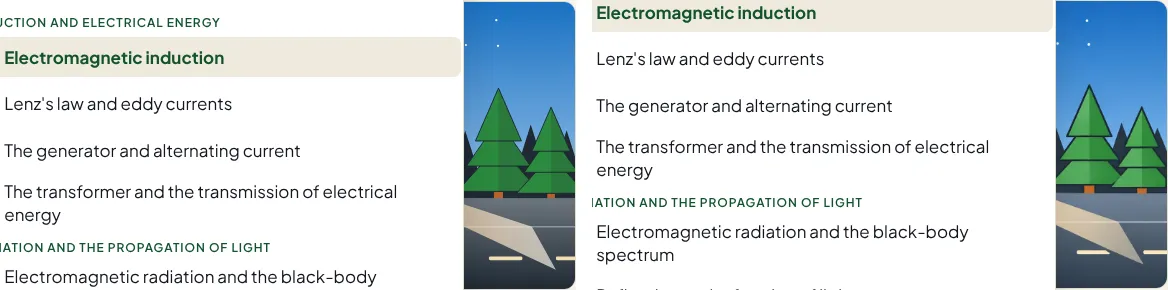 UCTION AND ELECTRICAL ENERGY
Electromagnetic induction
Lenz's law and eddy currents
The generator and alternating current
The transformer and the transmission of electrical
energy
IATION AND THE PROPAGATION OF LIGHT
Electromagnetic radiation and the black-body
Electromagnetic induction
Lenz's law and eddy currents
The generator and alternating current
The transformer and the transmission of electrical
energy
IATION AND THE PROPAGATION OF LIGHT
Electromagnetic radiation and the black-body
spectrum